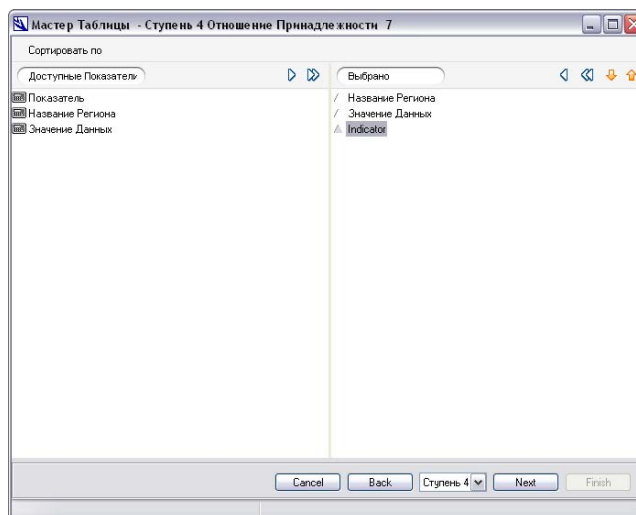 Мастер Таблицы - Ступень 4 Отношение Принадлежности 7
Сортировать по
Доступные Показатели
Выбрано
Показатель
Название Региона
Значение Данных
Название Региона
Значение Данных
Indicator
Cancel
Back
Ступень 4
Next
Finish